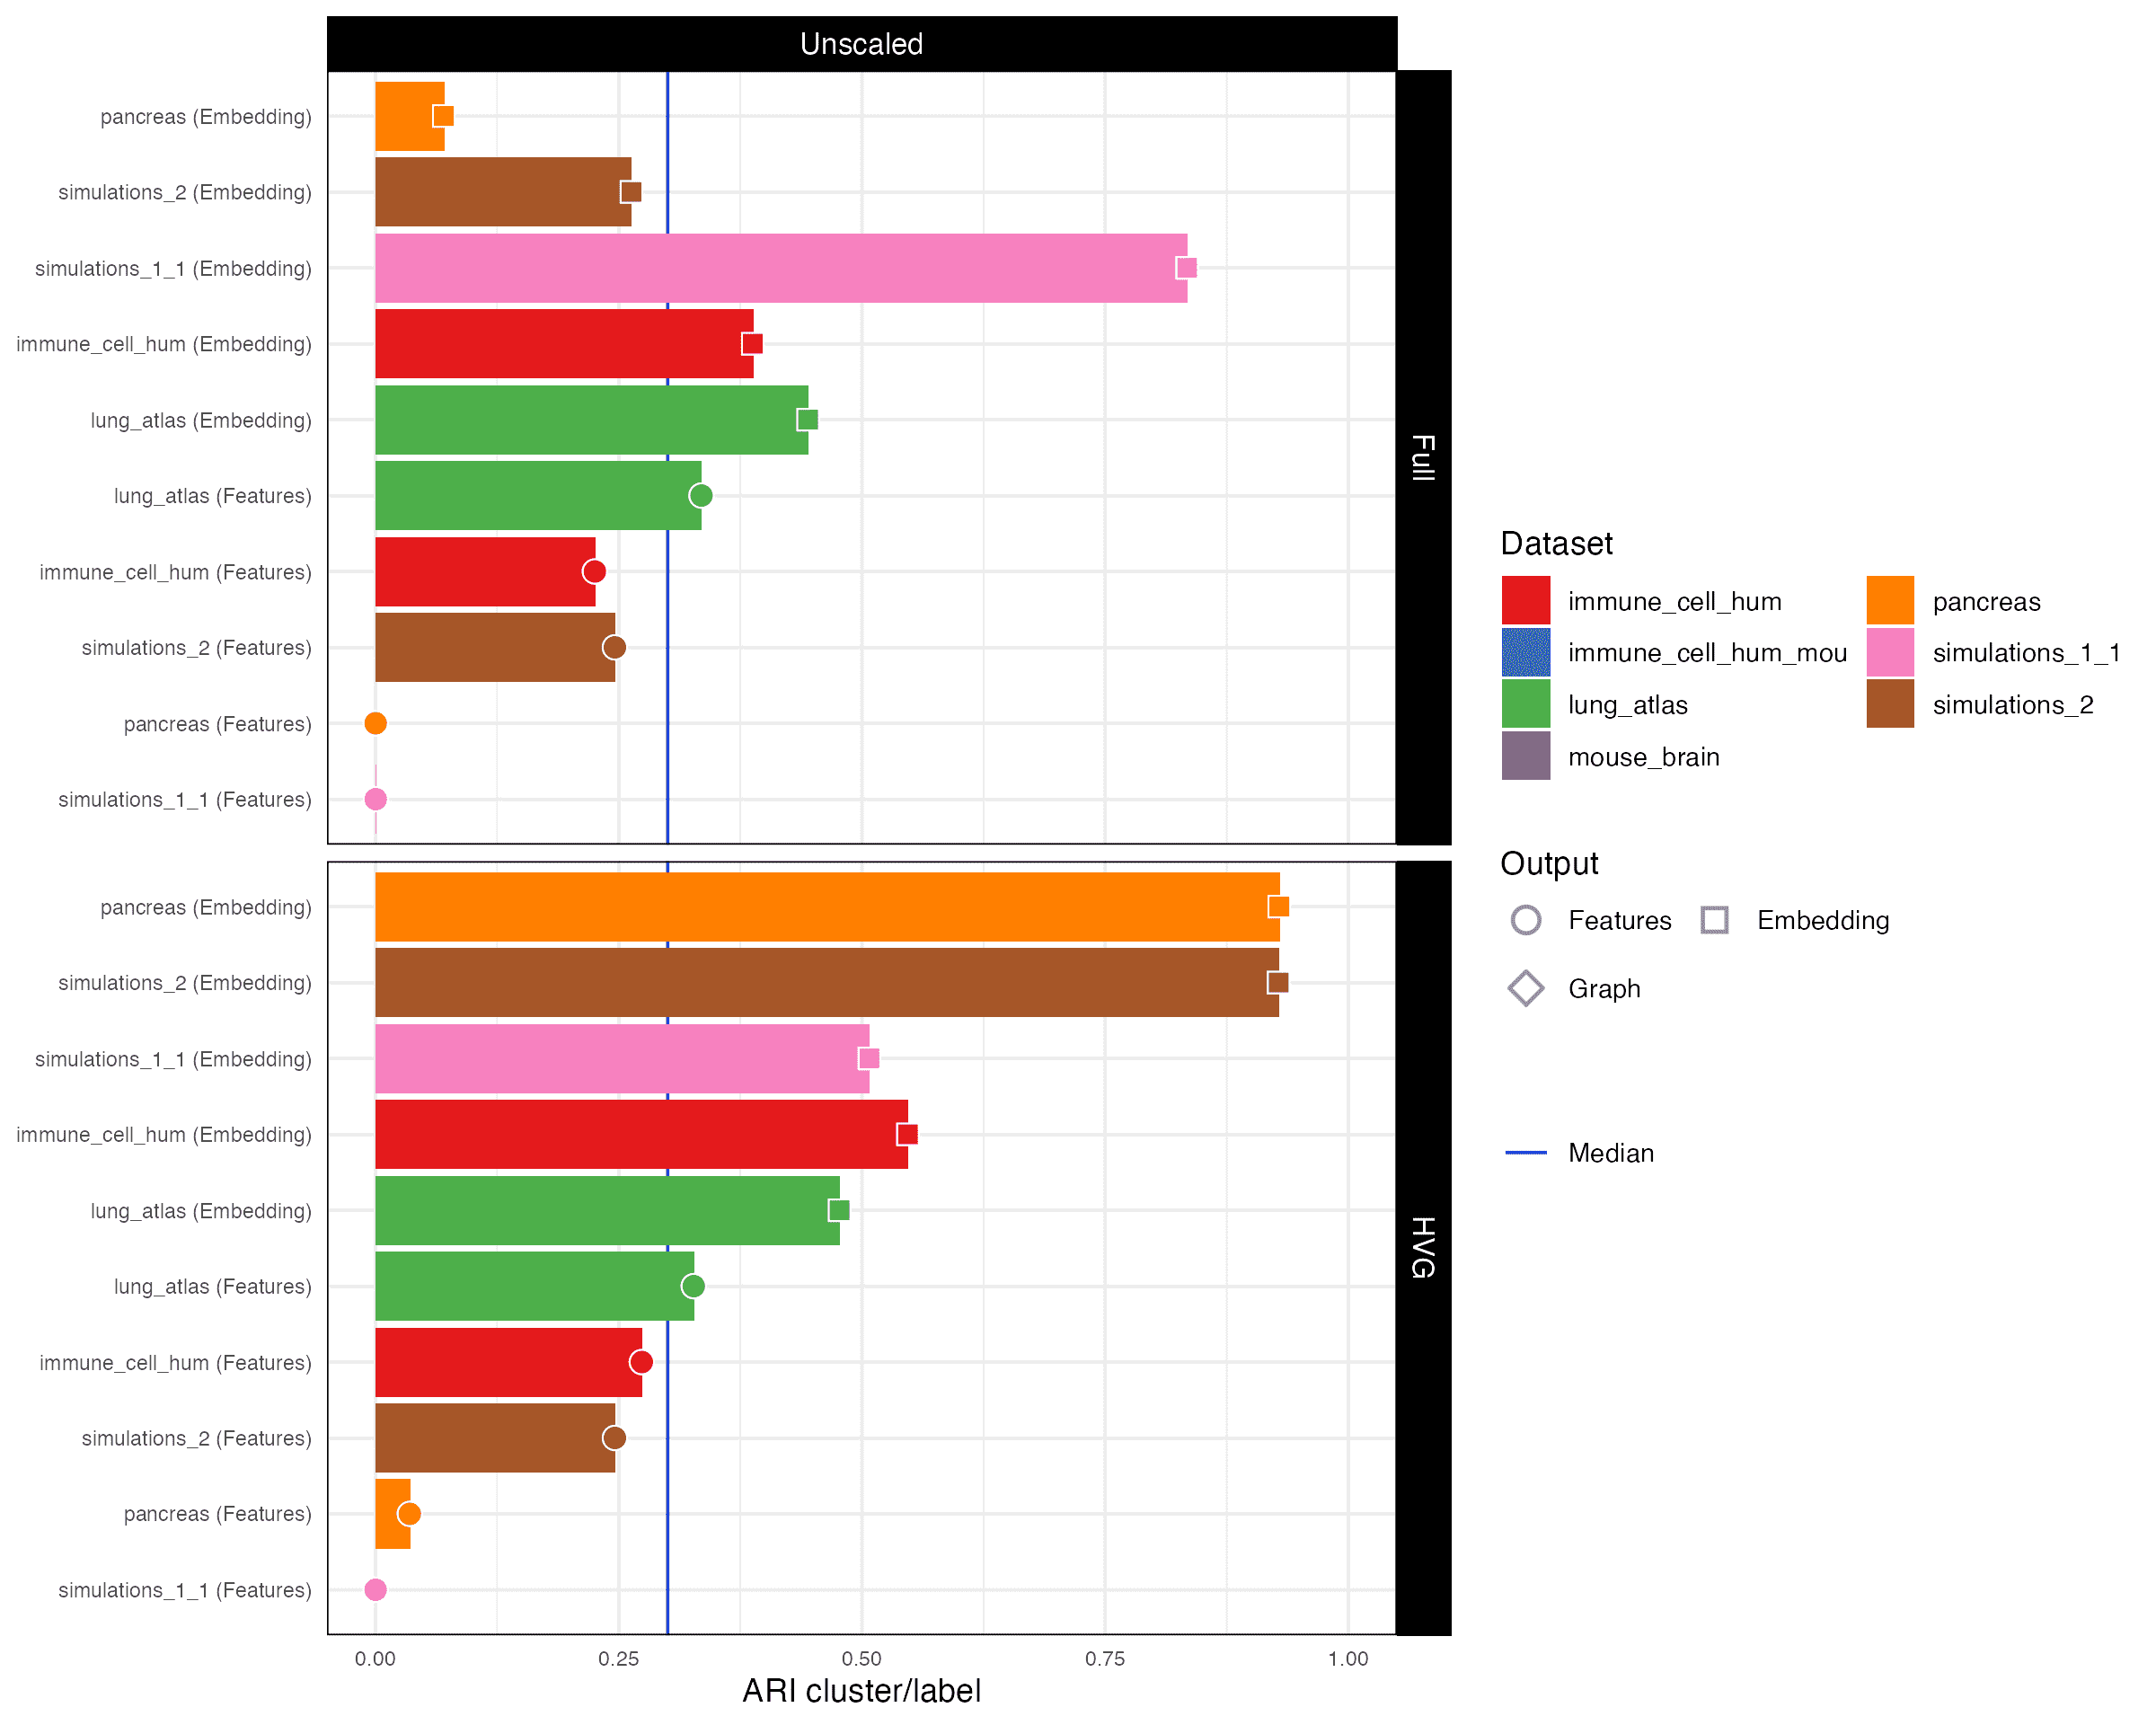 Unscaled
pancreas (Embedding)
simulations_2 (Embedding)
simulations_1_1 (Embedding)
immune_cell_hum (Embedding)
lung_atlas (Embedding)
lung_atlas (Features)
immune_cell_hum (Features)
simulations_2 (Features)
pancreas (Features)
simulations_1_1 (Features)
Full
pancreas (Embedding)
simulations_2 (Embedding)
simulations_1_1 (Embedding)
immune_cell_hum (Embedding)
lung_atlas (Embedding)
lung_atlas (Features)
immune_cell_hum (Features)
simulations_2 (Features)
pancreas (Features)
simulations_1_1 (Features)
HVG
0.00 0.25 0.50 0.75 1.00
ARI cluster/label
Dataset
immune_cell_hum pancreas
immune_cell_hum_mou simulations_1_1
lung_atlas simulations_2
mouse_brain
Output
Features Embedding
Graph
Median